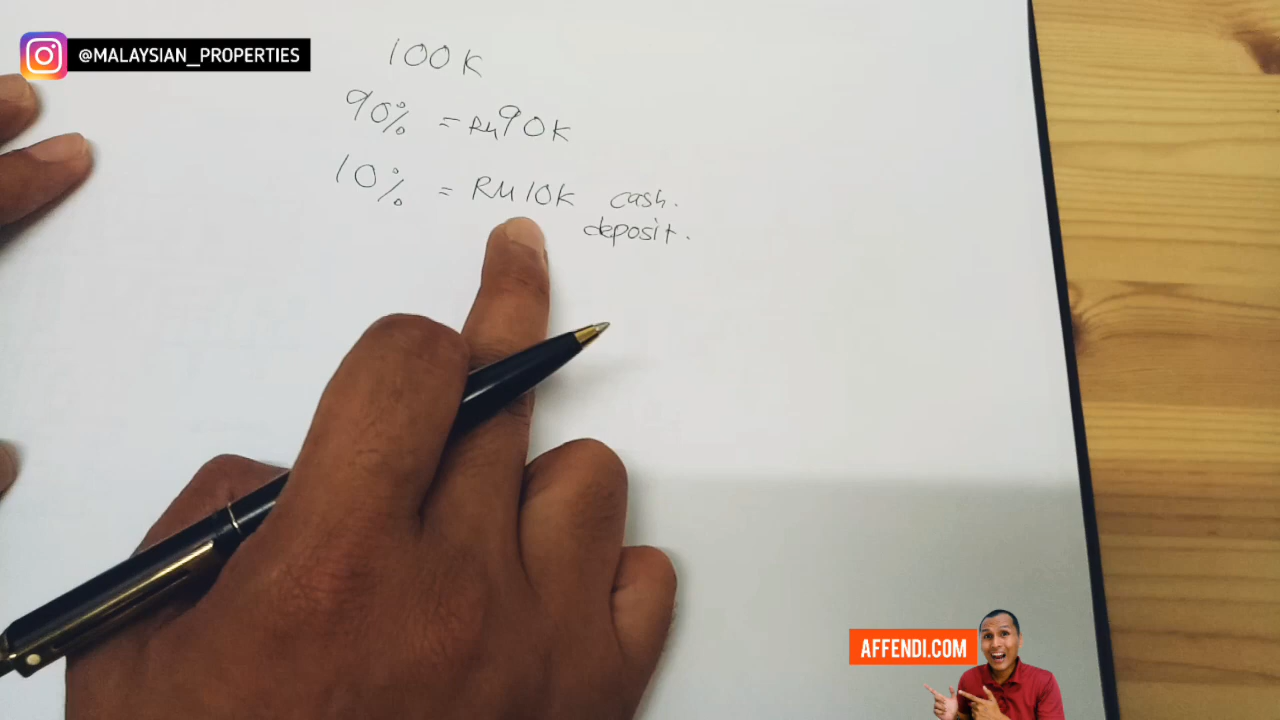 @MALAYSIAN_PROPERTIES
100K
90% = RM90K
10% = RM10K cash.
deposit.
AFFENDI.COM